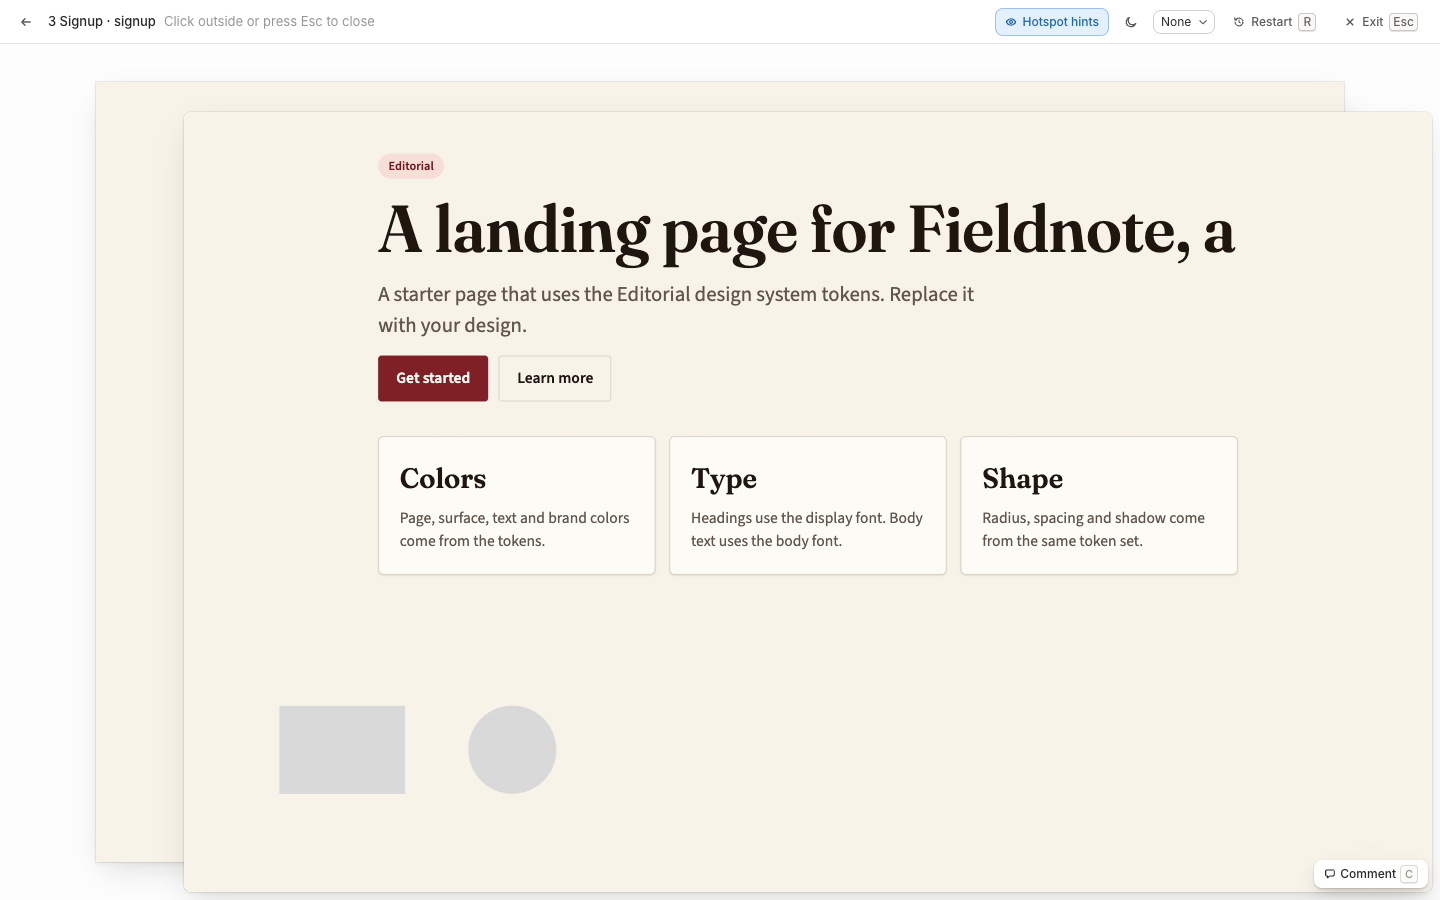 3 Signup · signup Click outside or press Esc to close
Hotspot hints
None
Restart R
Exit Esc
Editorial
A landing page for Fieldnote, a
A starter page that uses the Editorial design system tokens. Replace it
with your design.
Get started
Learn more
Colors
Page, surface, text and brand colors
come from the tokens.
Type
Headings use the display font. Body
text uses the body font.
Shape
Radius, spacing and shadow come
from the same token set.
Comment C